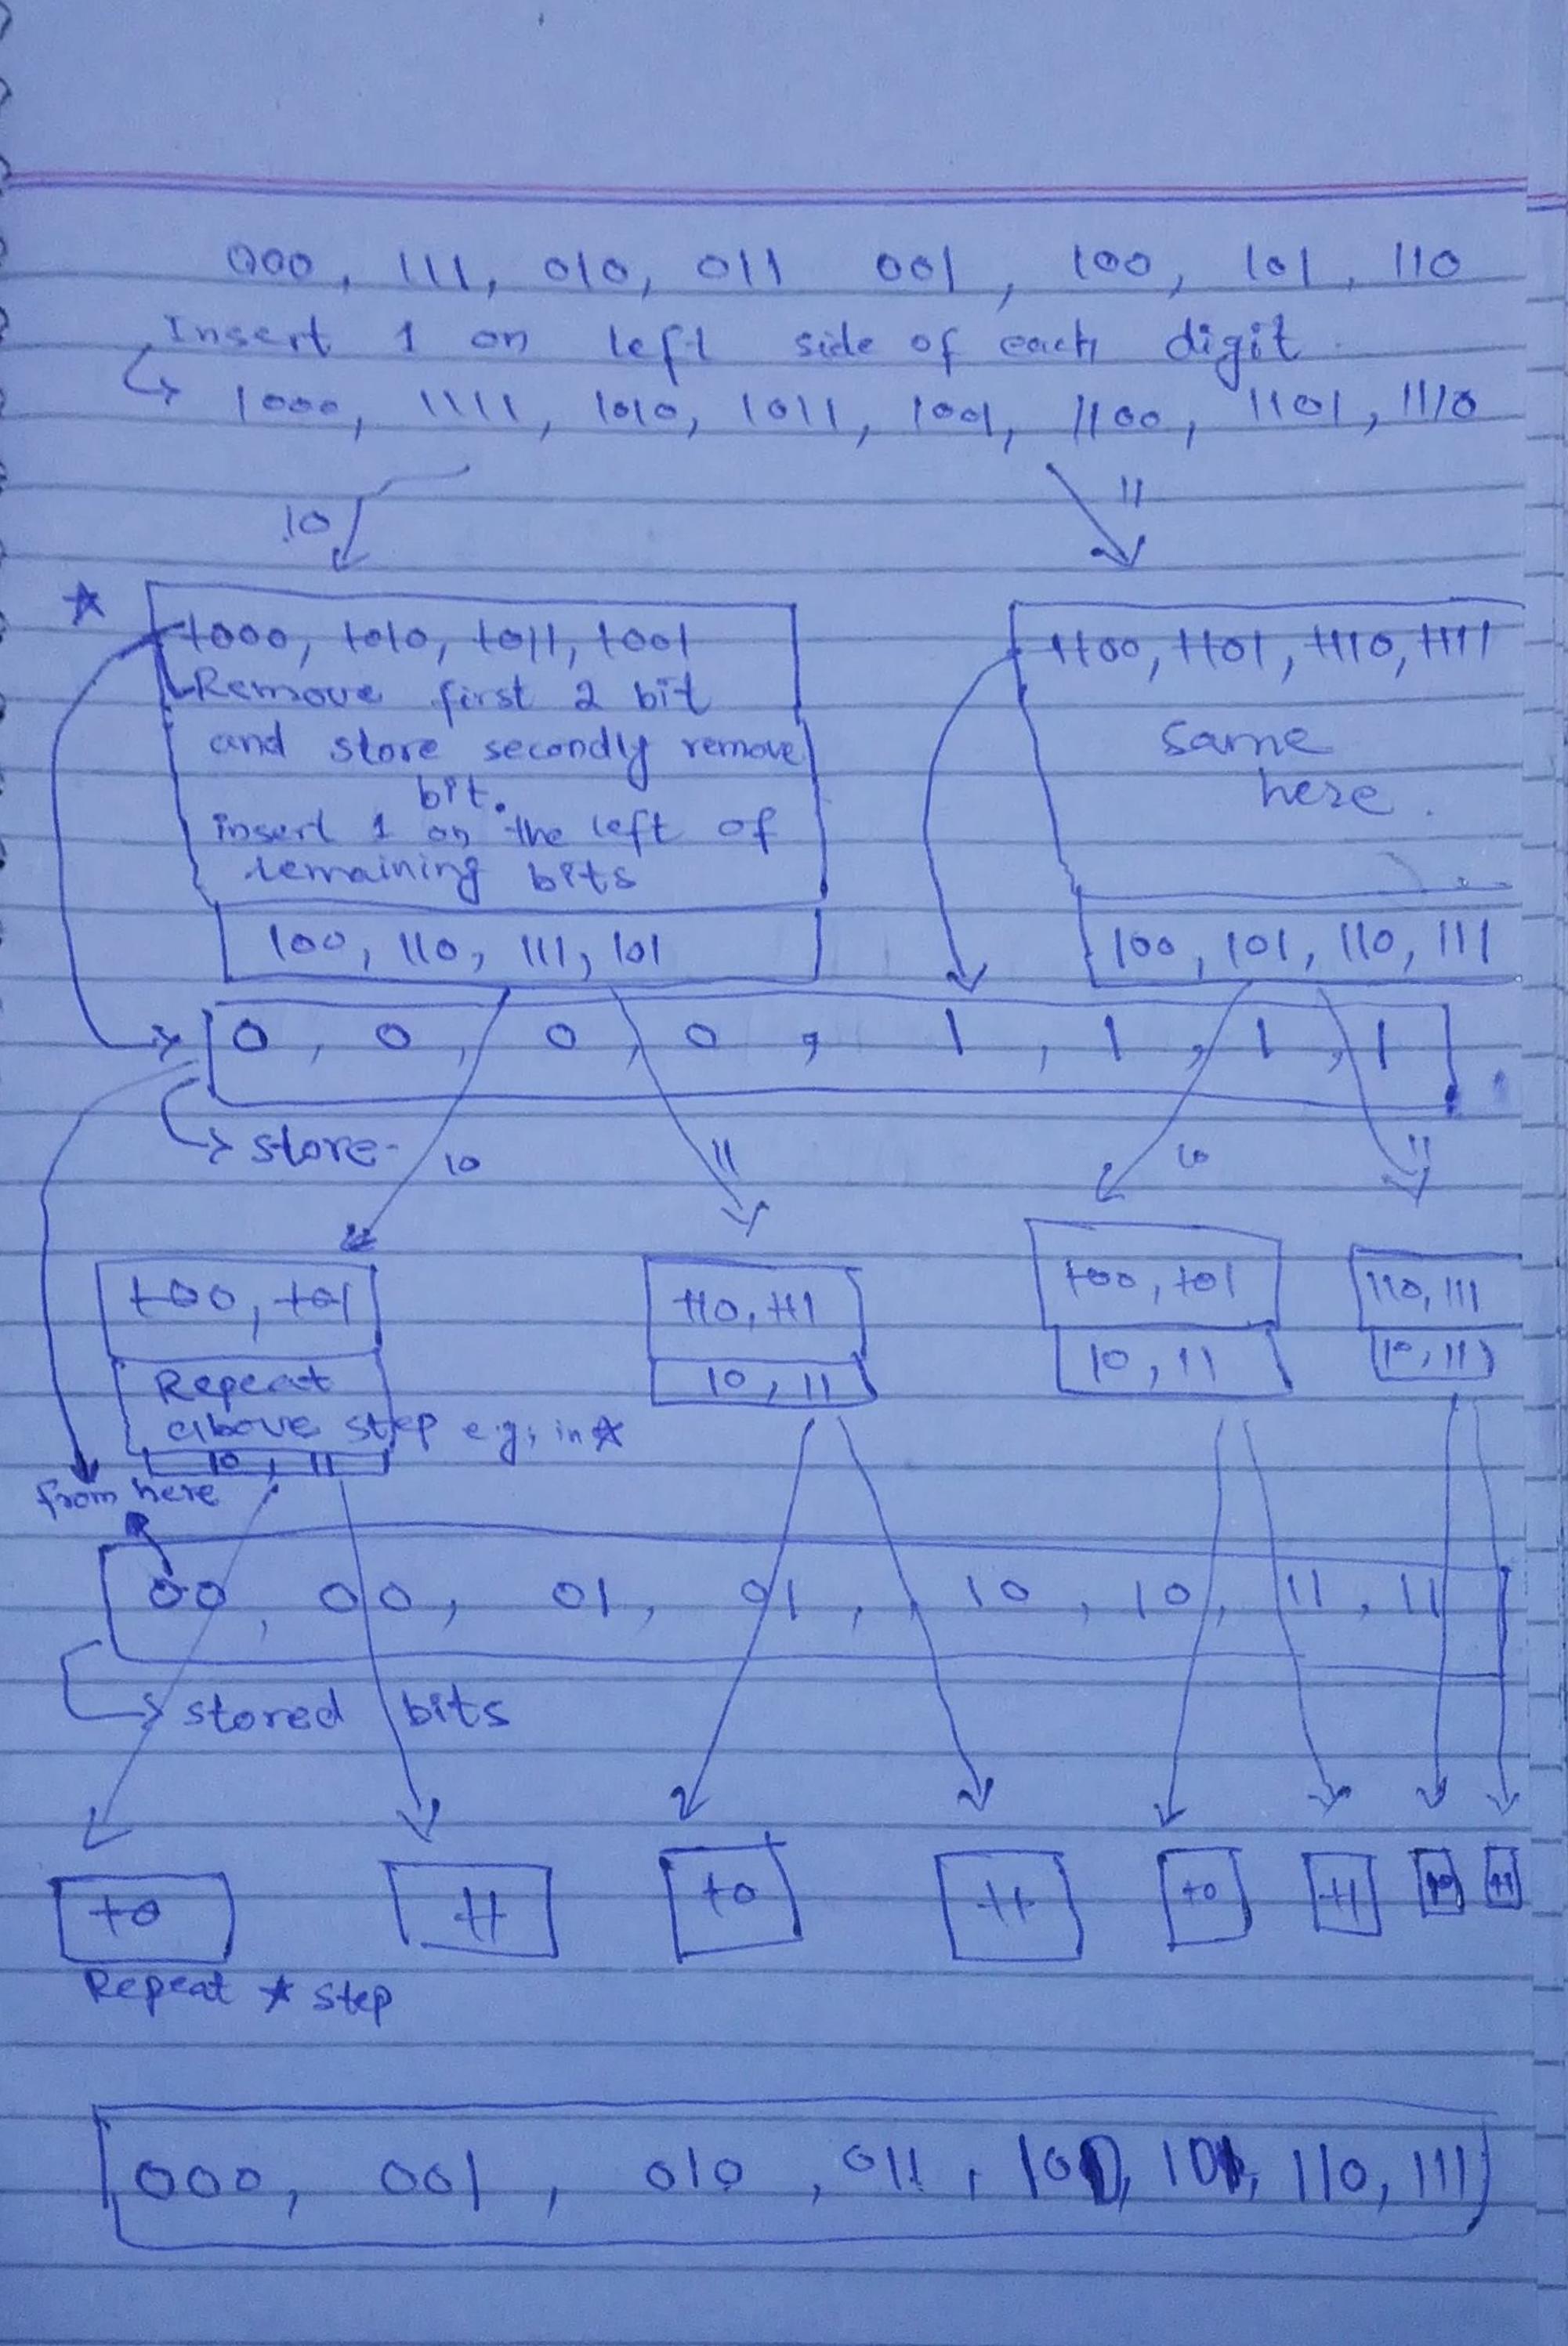 000, 111, 010, 011 001, 100, 101, 110
Insert 1 on left side of each digit.
1000, 1111, 1010, 1011, 1001, 1100, 1101, 1110
10 11
1000, 1010, 1011, 1001
1100, 1101, 1110, 1111
Remove first 2 bit
and store secondly remove
bit.
insert 1 on the left of
remaining bits
same
here.
100, 110, 111, 101
100, 101, 110, 111
0, 0, 0, 0, 1, 1, 1, 1
store
10 11 10 11
100, 101
110, 111
100, 101
110, 111
Repeat
above step e.g; in ☆
10, 11
10, 11
10, 11
10, 11
from here
00, 00, 01, 01, 10, 10, 11, 11
stored bits
10 11 10 11 10 11 10 11
Repeat ☆ step
000, 001, 010, 011, 100, 101, 110, 111